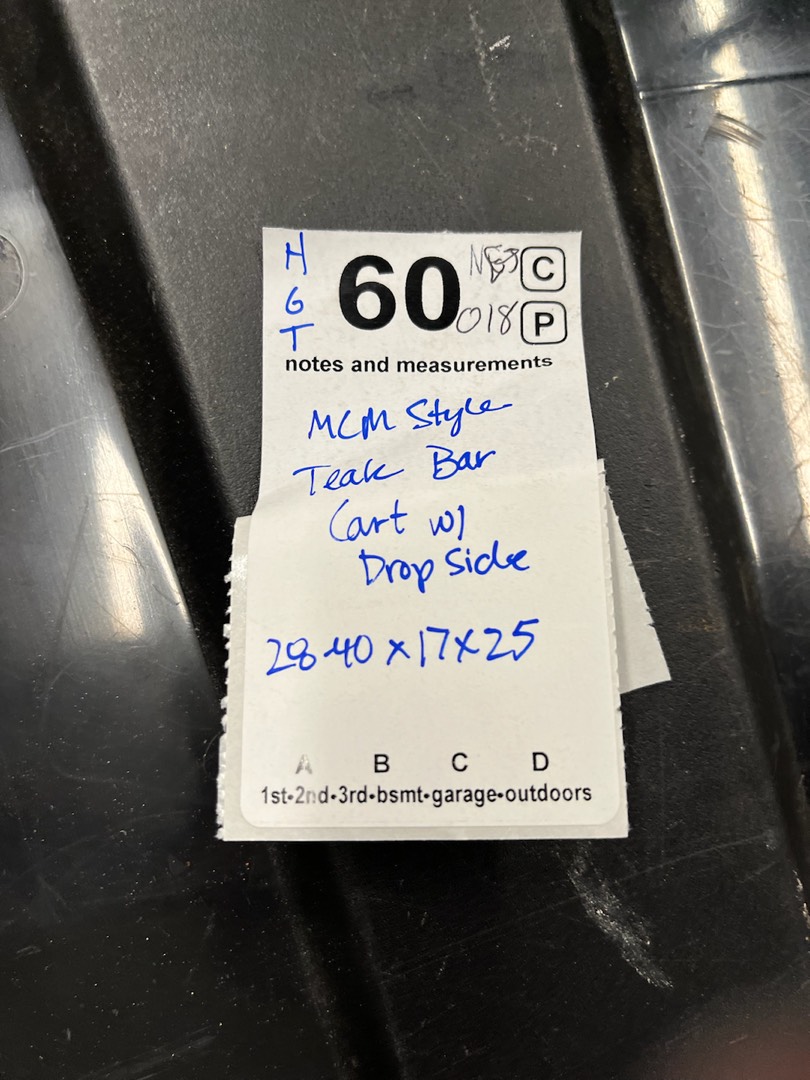 H
G
T
60
C
018
P
notes and measurements
MCM Style
Teak Bar
Cart w/
Drop Side
28-40 x 17 x 25
A B C D
1st•2nd•3rd•bsmt•garage•outdoors